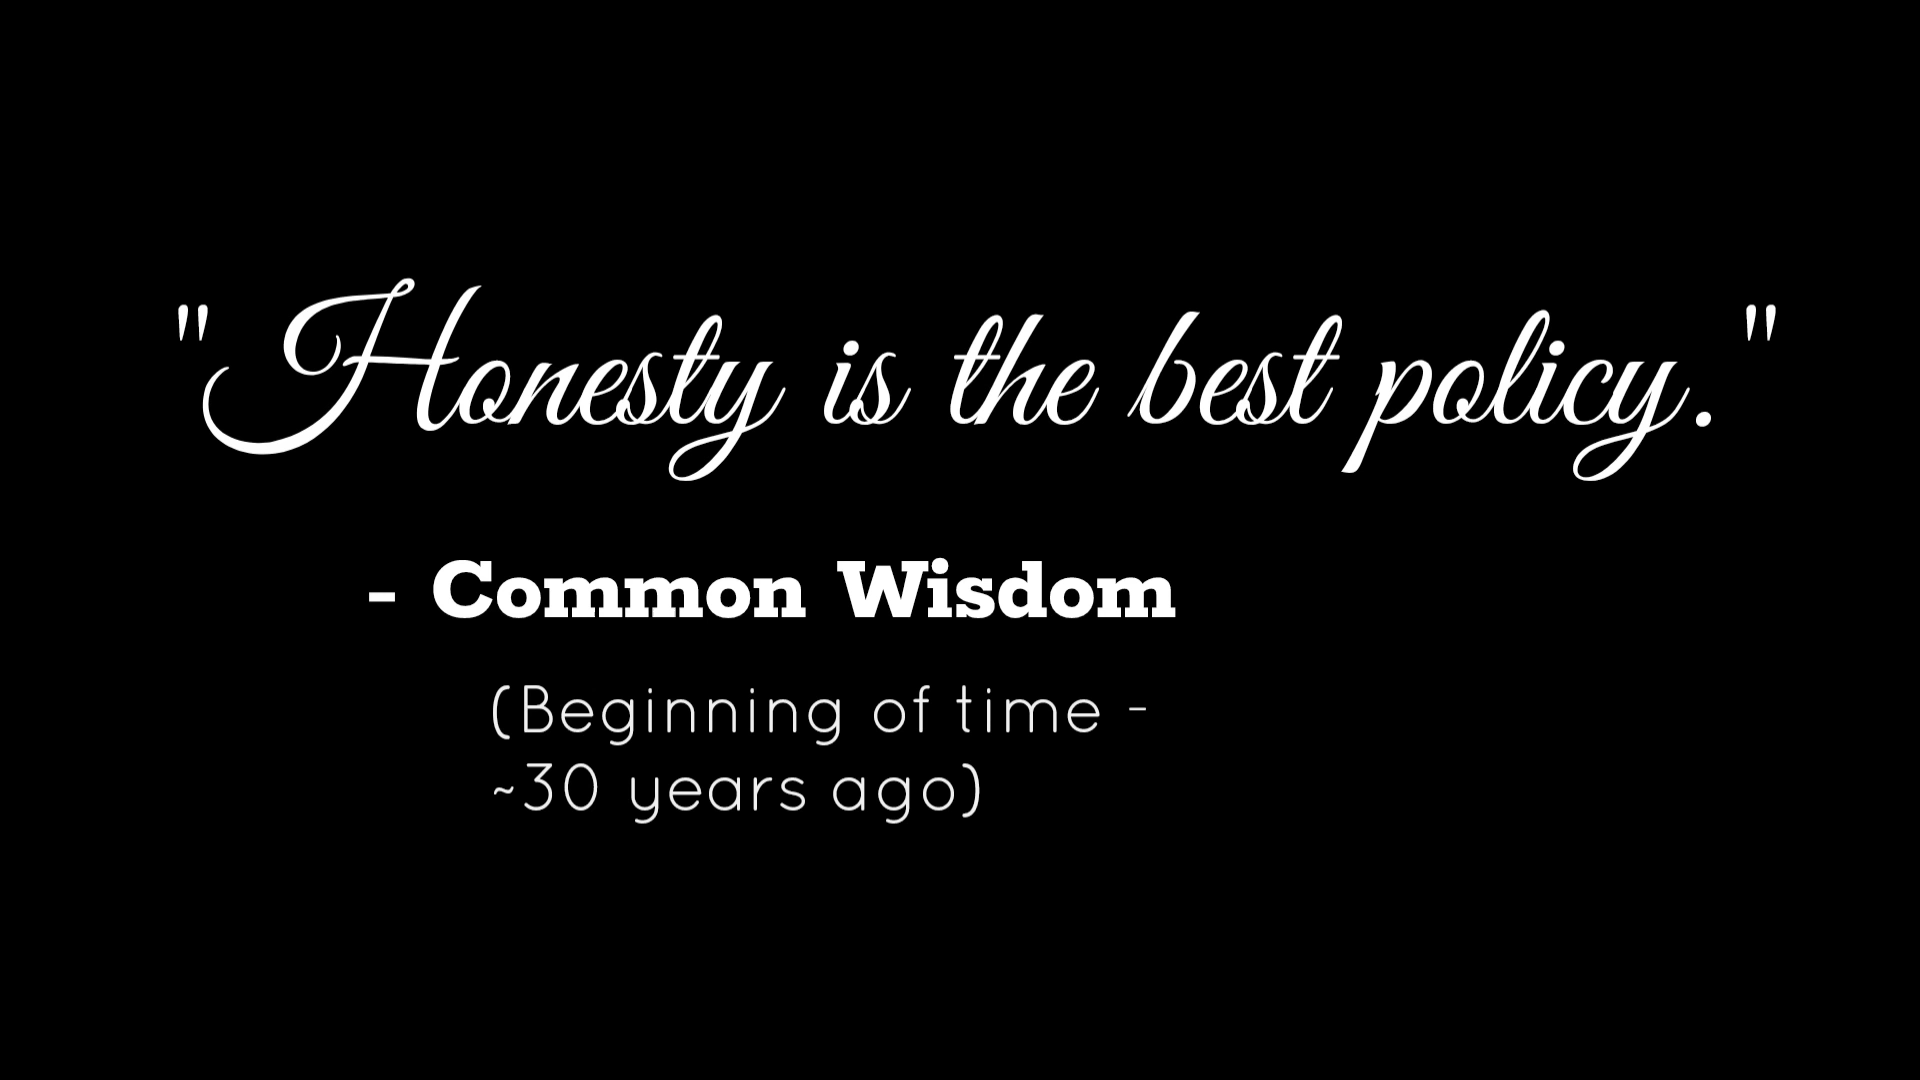 "Honesty is the best policy."
- Common Wisdom
(Beginning of time -
~30 years ago)